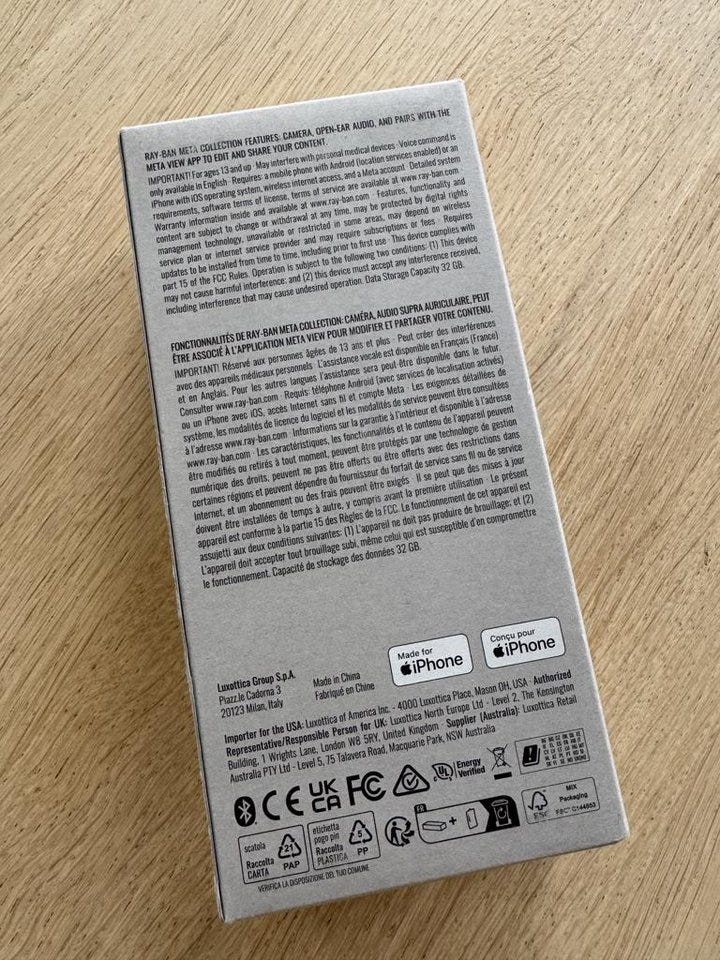 RAY-BAN META COLLECTION FEATURES: CAMERA, OPEN-EAR AUDIO, AND PAIRS WITH THE
META VIEW APP TO EDIT AND SHARE YOUR CONTENT.
IMPORTANT! For ages 13 and up · May interfere with personal medical devices · Voice command is
only available in English · Requires: a mobile phone with Android (location services enabled) or an
iPhone with iOS operating system, wireless internet access, and a Meta account · Detailed system
requirements, software terms of license, terms of service are available at www.ray-ban.com ·
Warranty information inside and available at www.ray-ban.com · Features, functionality and
content are subject to change or withdrawal at any time, may be protected by digital rights
management technology, unavailable or restricted in some areas, may depend on wireless
service plan or internet service provider and may require subscriptions or fees · Requires
updates to be installed from time to time, including prior to first use · This device complies with
part 15 of the FCC Rules. Operation is subject to the following two conditions: (1) This device
may not cause harmful interference; and (2) this device must accept any interference received,
including interference that may cause undesired operation. Data Storage Capacity 32 GB.
FONCTIONNALITÉS DE RAY-BAN META COLLECTION: CAMÉRA, AUDIO SUPRA AURICULAIRE, PEUT
ÊTRE ASSOCIÉ À L'APPLICATION META VIEW POUR MODIFIER ET PARTAGER VOTRE CONTENU.
IMPORTANT! Réservé aux personnes âgées de 13 ans et plus · Peut créer des interférences
avec des appareils médicaux personnels · L'assistance vocale est disponible en Français (France)
et en Anglais. Pour les autres langues l'assistance sera peut-être disponible dans le futur.
Consulter www.ray-ban.com · Requis: téléphone Android (avec services de localisation activés)
ou un iPhone avec iOS, accès Internet sans fil et compte Meta · Les exigences détaillées de
système, les modalités de licence du logiciel et les modalités de service peuvent être consultées
à l'adresse www.ray-ban.com · Informations sur la garantie à l'intérieur et disponible à l'adresse
www.ray-ban.com · Les caractéristiques, les fonctionnalités et le contenu de l'appareil peuvent
être modifiés ou retirés à tout moment, peuvent être protégés par une technologie de gestion
numérique des droits, peuvent ne pas être offerts ou être offerts avec des restrictions dans
certaines régions et peuvent dépendre du fournisseur du forfait de service sans fil ou de service
Internet, et un abonnement ou des frais peuvent être exigés · Il se peut que des mises à jour
doivent être installées de temps à autre, y compris avant la première utilisation · Le présent
appareil est conforme à la partie 15 des Règles de la FCC. Le fonctionnement de cet appareil est
assujetti aux deux conditions suivantes: (1) L'appareil ne doit pas produire de brouillage; et (2)
L'appareil doit accepter tout brouillage subi, même celui qui est susceptible d'en compromettre
le fonctionnement. Capacité de stockage des données 32 GB.
Made for
iPhone
Conçu pour
iPhone
Luxottica Group S.p.A.
Piazz.le Cadorna 3
20123 Milan, Italy
Made in China
Fabriqué en Chine
Importer for the USA: Luxottica of America Inc. - 4000 Luxottica Place, Mason OH, USA · Authorized
Representative/Responsible Person for UK: Luxottica North Europe Ltd - Level 2, The Kensington
Building, 1 Wrights Lane, London W8 5RY, United Kingdom · Supplier (Australia): Luxottica Retail
Australia PTY Ltd - Level 5, 75 Talavera Road, Macquarie Park, NSW Australia
CE UK CA FC UL Energy Verified
scatola
Raccolta
CARTA
21
PAP
etichetta
pogo pin
Raccolta
PLASTICA
5
PP
FR
FSC
MIX
Packaging
FSC® C144853
VERIFICA LA DISPOSIZIONE DEL TUO COMUNE